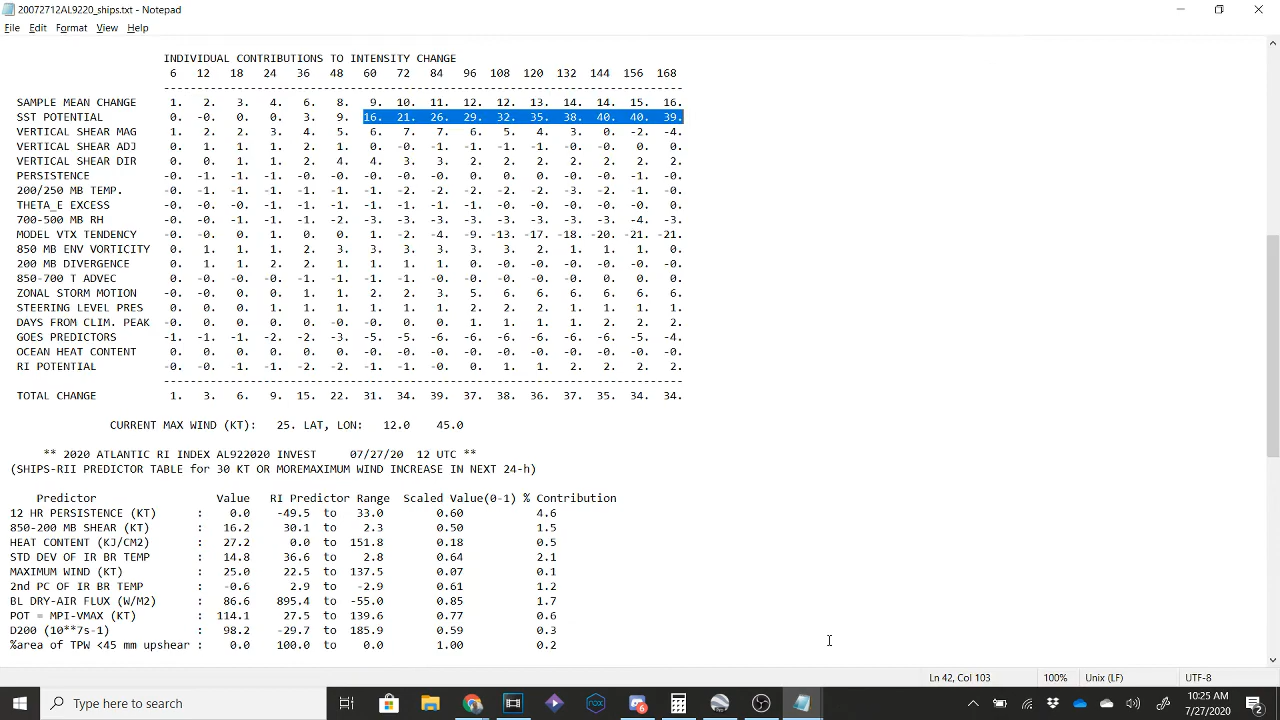 20072712AL9220_ships.txt - Notepad
File Edit Format View Help
INDIVIDUAL CONTRIBUTIONS TO INTENSITY CHANGE
6 12 18 24 36 48 60 72 84 96 108 120 132 144 156 168
----------------------------------------------------------------------------------------
SAMPLE MEAN CHANGE 1. 2. 3. 4. 6. 8. 9. 10. 11. 12. 12. 13. 14. 14. 15. 16.
SST POTENTIAL 0. -0. 0. 0. 3. 9. 16. 21. 26. 29. 32. 35. 38. 40. 40. 39.
VERTICAL SHEAR MAG 1. 2. 2. 3. 4. 5. 6. 7. 7. 6. 5. 4. 3. 0. -2. -4.
VERTICAL SHEAR ADJ 0. 1. 1. 1. 2. 1. 0. -0. -1. -1. -1. -1. -0. -0. 0. 0.
VERTICAL SHEAR DIR 0. 0. 1. 1. 2. 4. 4. 3. 3. 2. 2. 2. 2. 2. 2. 2.
PERSISTENCE -0. -1. -1. -1. -0. -0. -0. -0. -0. 0. 0. 0. 0. 0. -1. -0.
200/250 MB TEMP. -0. -1. -1. -1. -1. -1. -1. -2. -2. -2. -2. -2. -3. -2. -1. -0.
THETA_E EXCESS -0. -0. -0. -0. -1. -1. -1. -1. -1. -1. -0. -0. -0. -0. 0. 0.
700-500 MB RH -0. -0. -1. -1. -1. -2. -3. -3. -3. -3. -3. -3. -3. -3. -4. -3.
MODEL VTX TENDENCY -0. -0. 0. 1. 0. 0. 1. -2. -4. -9. -13. -17. -18. -20. -21. -21.
850 MB ENV VORTICITY 0. 1. 1. 1. 2. 3. 3. 3. 3. 3. 3. 2. 1. 1. 1. 0.
200 MB DIVERGENCE 0. 1. 1. 2. 2. 1. 1. 1. 1. 0. -0. -0. -0. -0. -0. -0.
850-700 T ADVEC 0. -0. -0. -0. -1. -1. -1. -1. -0. -0. 0. 0. 0. 0. 0. 0.
ZONAL STORM MOTION -0. -0. 0. 0. 1. 1. 2. 2. 3. 5. 6. 6. 6. 6. 6. 6.
STEERING LEVEL PRES 0. 0. 0. 1. 1. 1. 1. 1. 1. 2. 2. 2. 1. 1. 1. 1.
DAYS FROM CLIM. PEAK -0. 0. 0. 0. 0. -0. -0. 0. 0. 1. 1. 1. 1. 2. 2. 2.
GOES PREDICTORS -1. -1. -1. -2. -2. -3. -5. -5. -6. -6. -6. -6. -6. -6. -5. -4.
OCEAN HEAT CONTENT 0. 0. 0. 0. 0. 0. 0. -0. -0. -0. -0. -0. -0. -0. -0. -0.
RI POTENTIAL -0. -0. -1. -1. -2. -2. -1. -1. -0. 0. 1. 1. 2. 2. 2. 2.
----------------------------------------------------------------------------------------
TOTAL CHANGE 1. 3. 6. 9. 15. 22. 31. 34. 39. 37. 38. 36. 37. 35. 34. 34.
CURRENT MAX WIND (KT): 25. LAT, LON: 12.0 45.0
** 2020 ATLANTIC RI INDEX AL922020 INVEST 07/27/20 12 UTC **
(SHIPS-RII PREDICTOR TABLE for 30 KT OR MOREMAXIMUM WIND INCREASE IN NEXT 24-h)
Predictor Value RI Predictor Range Scaled Value(0-1) % Contribution
12 HR PERSISTENCE (KT) : 0.0 -49.5 to 33.0 0.60 4.6
850-200 MB SHEAR (KT) : 16.2 30.1 to 2.3 0.50 1.5
HEAT CONTENT (KJ/CM2) : 27.2 0.0 to 151.8 0.18 0.5
STD DEV OF IR BR TEMP : 14.8 36.6 to 2.8 0.64 2.1
MAXIMUM WIND (KT) : 25.0 22.5 to 137.5 0.07 0.1
2nd PC OF IR BR TEMP : -0.6 2.9 to -2.9 0.61 1.2
BL DRY-AIR FLUX (W/M2) : 86.6 895.4 to -55.0 0.85 1.7
POT = MPI-VMAX (KT) : 114.1 27.5 to 139.6 0.77 0.6
D200 (10**7s-1) : 98.2 -29.7 to 185.9 0.59 0.3
%area of TPW <45 mm upshear : 0.0 100.0 to 0.0 1.00 0.2
Ln 42, Col 103 100% Unix (LF) UTF-8
Type here to search
10:25 AM
7/27/2020